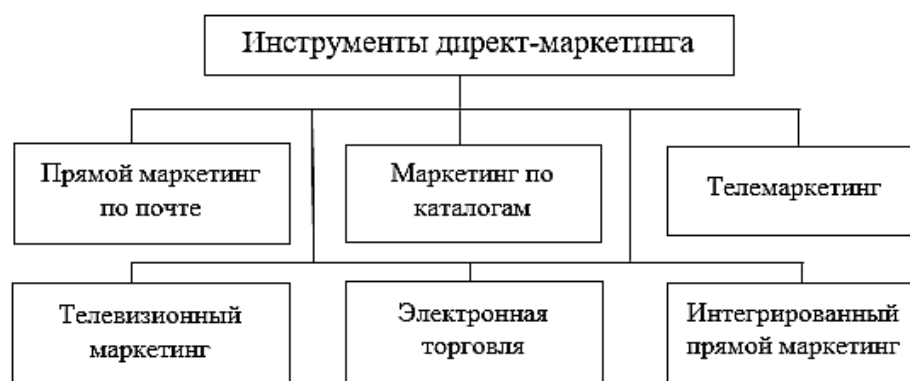 Инструменты директ-маркетинга
Прямой маркетинг
по почте
Маркетинг по
каталогам
Телемаркетинг
Телевизионный
маркетинг
Электронная
торговля
Интегрированный
прямой маркетинг